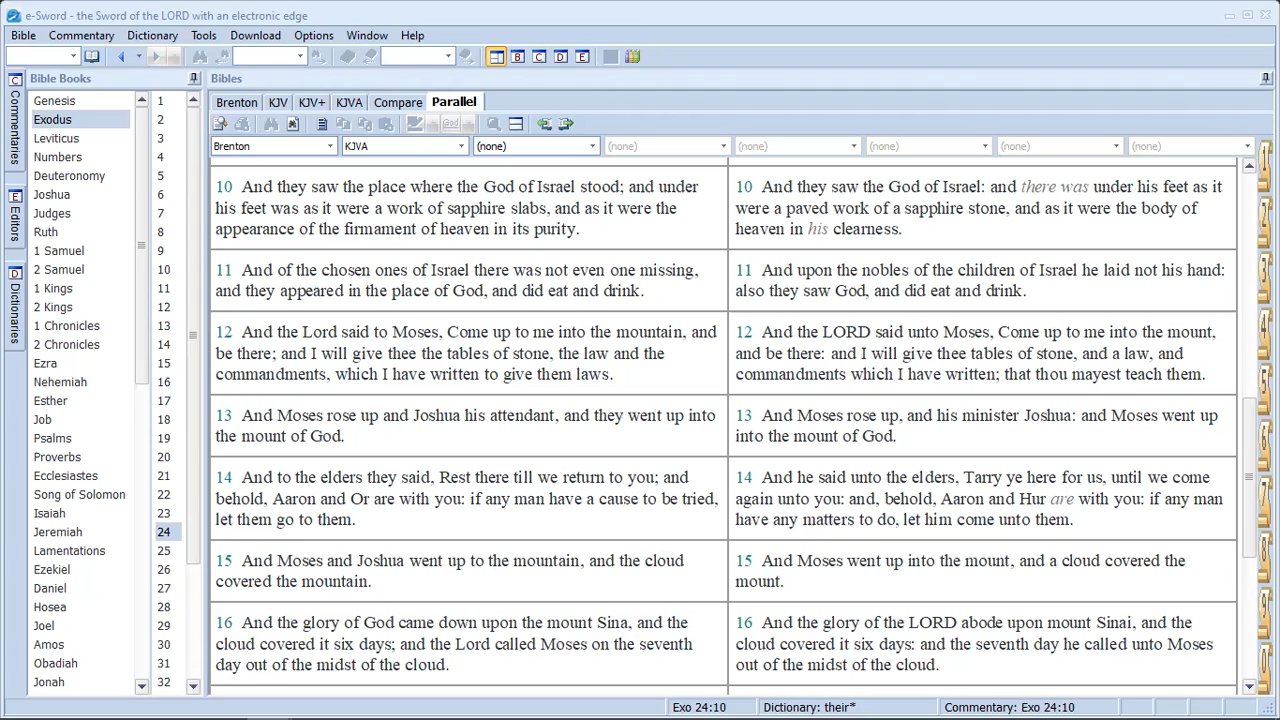 e-Sword - the Sword of the LORD with an electronic edge
Bible Commentary Dictionary Tools Download Options Window Help
B C D E
C Commentaries
E Editors
D Dictionaries
Bible Books
Genesis
Exodus
Leviticus
Numbers
Deuteronomy
Joshua
Judges
Ruth
1 Samuel
2 Samuel
1 Kings
2 Kings
1 Chronicles
2 Chronicles
Ezra
Nehemiah
Esther
Job
Psalms
Proverbs
Ecclesiastes
Song of Solomon
Isaiah
Jeremiah
Lamentations
Ezekiel
Daniel
Hosea
Joel
Amos
Obadiah
Jonah
1
2
3
4
5
6
7
8
9
10
11
12
13
14
15
16
17
18
19
20
21
22
23
24
25
26
27
28
29
30
31
32
Bibles
Brenton KJV KJV+ KJVA Compare Parallel
God
Brenton KJVA (none) (none) (none) (none) (none) (none)
10 And they saw the place where the God of Israel stood; and under
his feet was as it were a work of sapphire slabs, and as it were the
appearance of the firmament of heaven in its purity.
11 And of the chosen ones of Israel there was not even one missing,
and they appeared in the place of God, and did eat and drink.
12 And the Lord said to Moses, Come up to me into the mountain, and
be there; and I will give thee the tables of stone, the law and the
commandments, which I have written to give them laws.
13 And Moses rose up and Joshua his attendant, and they went up into
the mount of God.
14 And to the elders they said, Rest there till we return to you; and
behold, Aaron and Or are with you: if any man have a cause to be tried,
let them go to them.
15 And Moses and Joshua went up to the mountain, and the cloud
covered the mountain.
16 And the glory of God came down upon the mount Sina, and the
cloud covered it six days; and the Lord called Moses on the seventh
day out of the midst of the cloud.
10 And they saw the God of Israel: and there was under his feet as it
were a paved work of a sapphire stone, and as it were the body of
heaven in his clearness.
11 And upon the nobles of the children of Israel he laid not his hand:
also they saw God, and did eat and drink.
12 And the LORD said unto Moses, Come up to me into the mount,
and be there: and I will give thee tables of stone, and a law, and
commandments which I have written; that thou mayest teach them.
13 And Moses rose up, and his minister Joshua: and Moses went up
into the mount of God.
14 And he said unto the elders, Tarry ye here for us, until we come
again unto you: and, behold, Aaron and Hur are with you: if any man
have any matters to do, let him come unto them.
15 And Moses went up into the mount, and a cloud covered the
mount.
16 And the glory of the LORD abode upon mount Sinai, and the
cloud covered it six days: and the seventh day he called unto Moses
out of the midst of the cloud.
1
2
3
4
5
6
7
8
9
0
Exo 24:10 Dictionary: their* Commentary: Exo 24:10